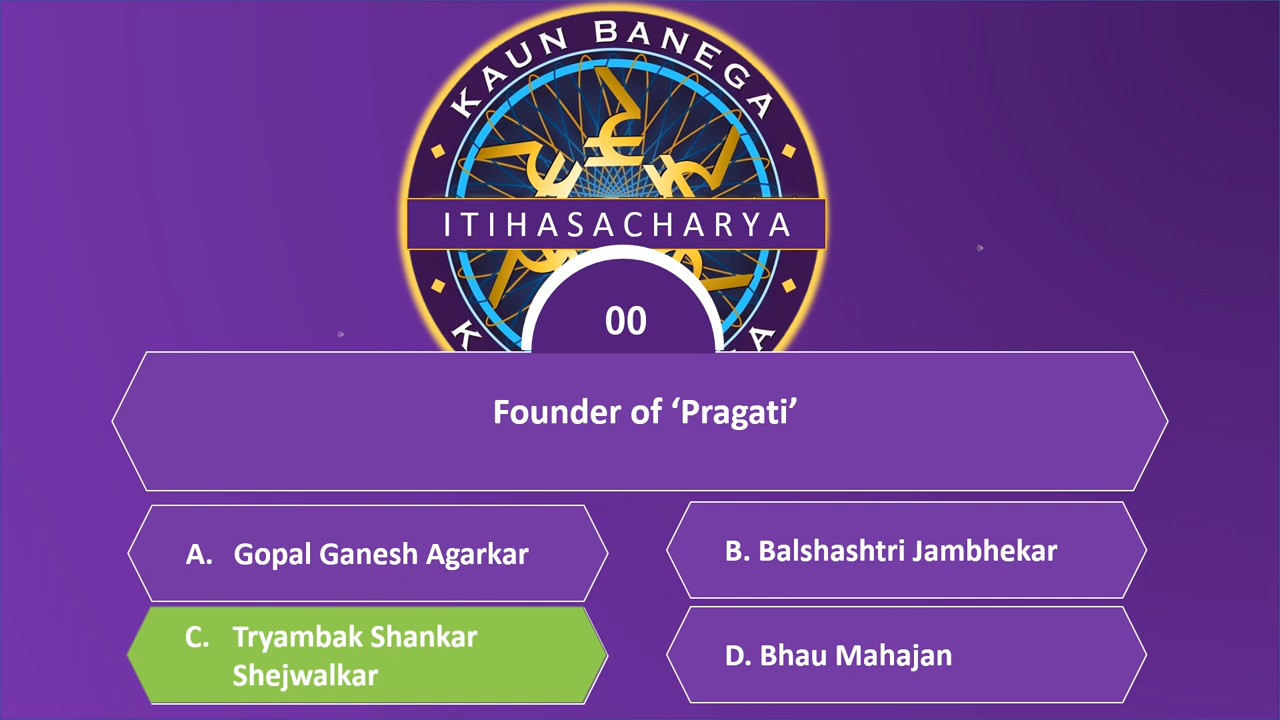 KAUN BANEGA
ITIHASACHARYA
00
Founder of ‘Pragati’
A. Gopal Ganesh Agarkar
B. Balshashtri Jambhekar
C. Tryambak Shankar
Shejwalkar
D. Bhau Mahajan